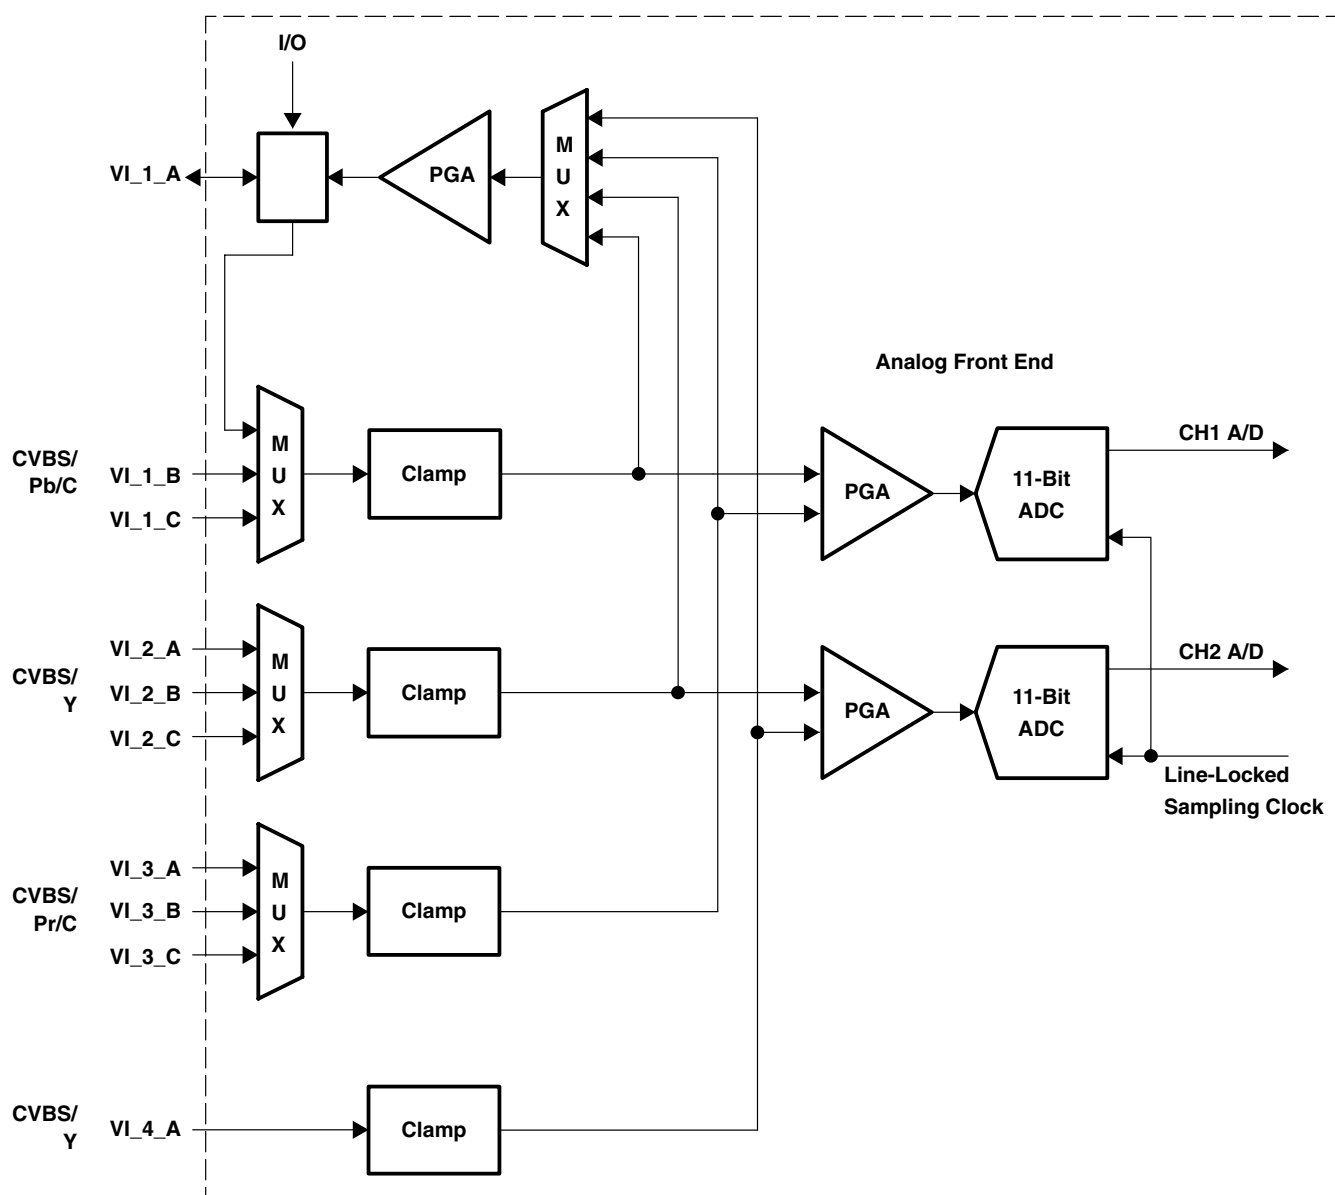 I/O
VI_1_A
PGA
M
U
X
Analog Front End
CVBS/
Pb/C
VI_1_B
VI_1_C
M
U
X
Clamp
PGA
11-Bit
ADC
CH1 A/D
CVBS/
Y
VI_2_A
VI_2_B
VI_2_C
M
U
X
Clamp
PGA
11-Bit
ADC
CH2 A/D
Line-Locked
Sampling Clock
CVBS/
Pr/C
VI_3_A
VI_3_B
VI_3_C
M
U
X
Clamp
CVBS/
Y
VI_4_A
Clamp